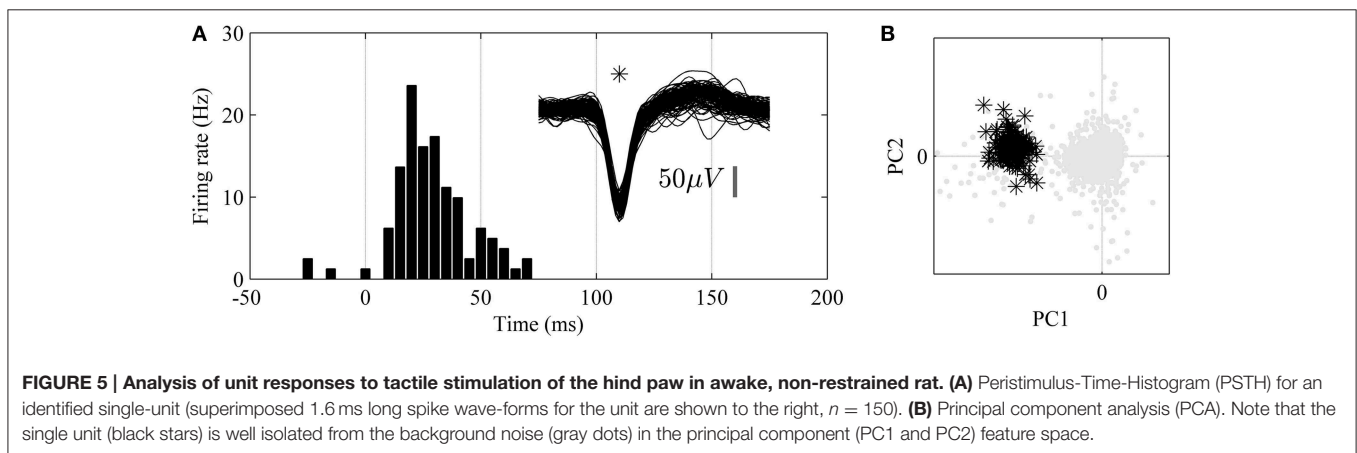 A
30
20
10
0
Firing rate (Hz)
-50
0
50
100
150
200
Time (ms)
50μV
B
PC2
0
0
PC1
FIGURE 5 | Analysis of unit responses to tactile stimulation of the hind paw in awake, non-restrained rat. (A) Peristimulus-Time-Histogram (PSTH) for an
identified single-unit (superimposed 1.6 ms long spike wave-forms for the unit are shown to the right, n = 150). (B) Principal component analysis (PCA). Note that the
single unit (black stars) is well isolated from the background noise (gray dots) in the principal component (PC1 and PC2) feature space.